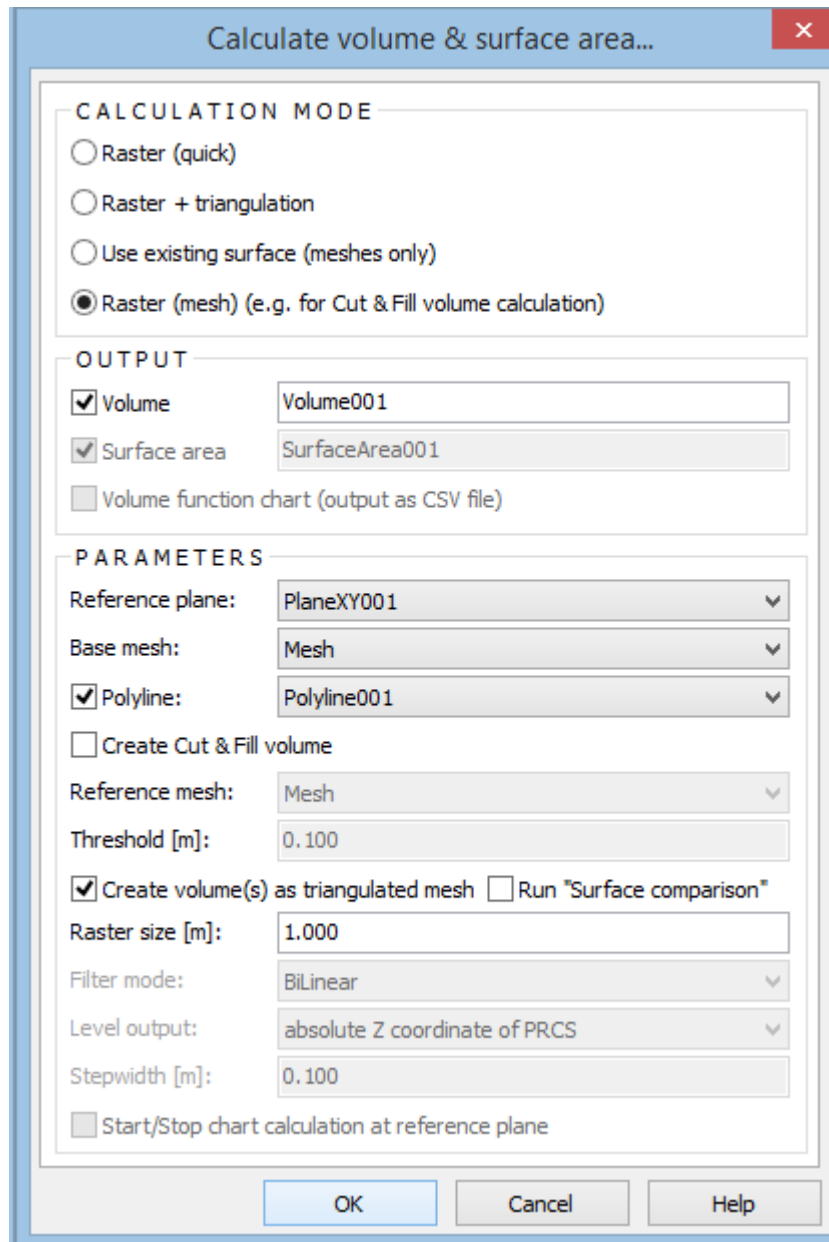 Calculate volume & surface area...
CALCULATION MODE
Raster (quick)
Raster + triangulation
Use existing surface (meshes only)
Raster (mesh) (e.g. for Cut & Fill volume calculation)
OUTPUT
Volume Volume001
Surface area SurfaceArea001
Volume function chart (output as CSV file)
PARAMETERS
Reference plane: PlaneXY001
Base mesh: Mesh
Polyline: Polyline001
Create Cut & Fill volume
Reference mesh: Mesh
Threshold [m]: 0.100
Create volume(s) as triangulated mesh Run "Surface comparison"
Raster size [m]: 1.000
Filter mode: BiLinear
Level output: absolute Z coordinate of PRCS
Stepwidth [m]: 0.100
Start/Stop chart calculation at reference plane
OK Cancel Help